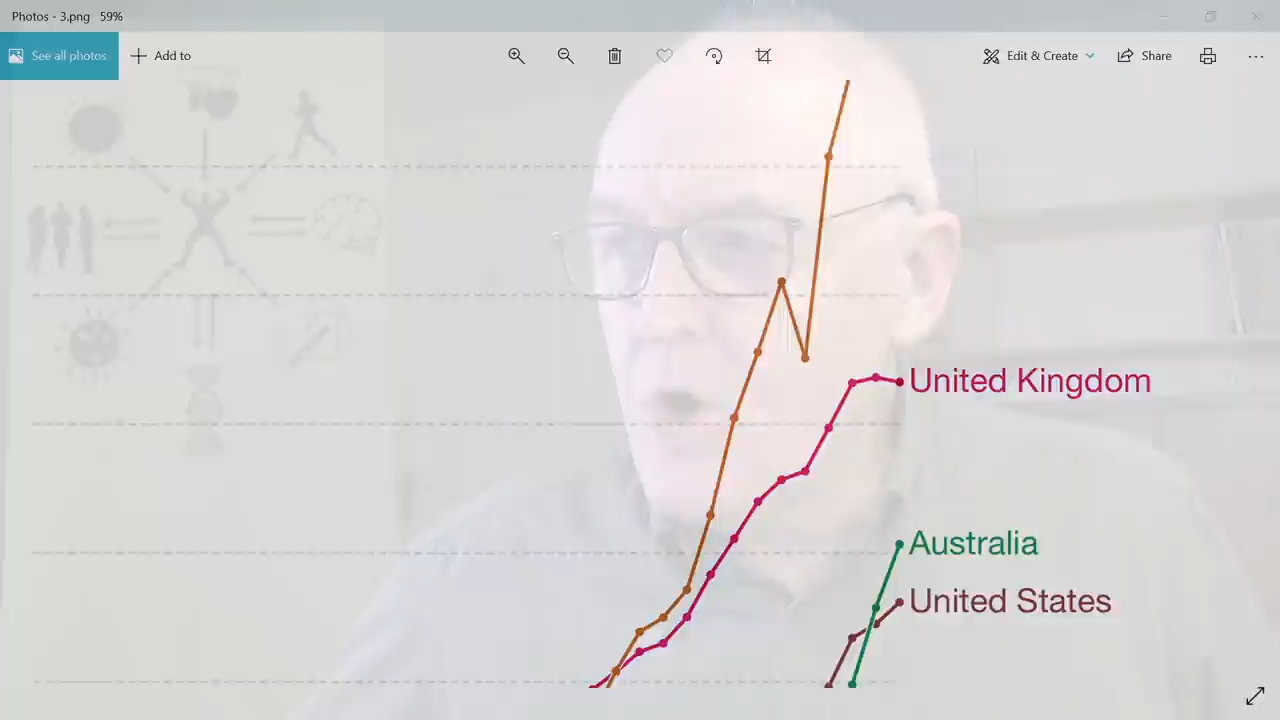 Photos - 3.png 59%
See all photos
Add to
Edit & Create
Share
United Kingdom
Australia
United States